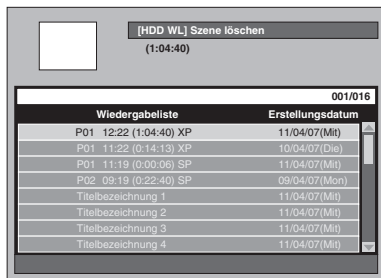 [HDD WL] Szene löschen
(1:04:40)
001/016
Wiedergabeliste Erstellungsdatum
P01 12:22 (1:04:40) XP 11/04/07(Mit)
P01 11:22 (0:14:13) XP 10/04/07(Die)
P01 11:19 (0:00:06) SP 11/04/07(Mit)
P02 09:19 (0:22:40) SP 09/04/07(Mon)
Titelbezeichnung 1 11/04/07(Mit)
Titelbezeichnung 2 11/04/07(Mit)
Titelbezeichnung 3 11/04/07(Mit)
Titelbezeichnung 4 11/04/07(Mit)